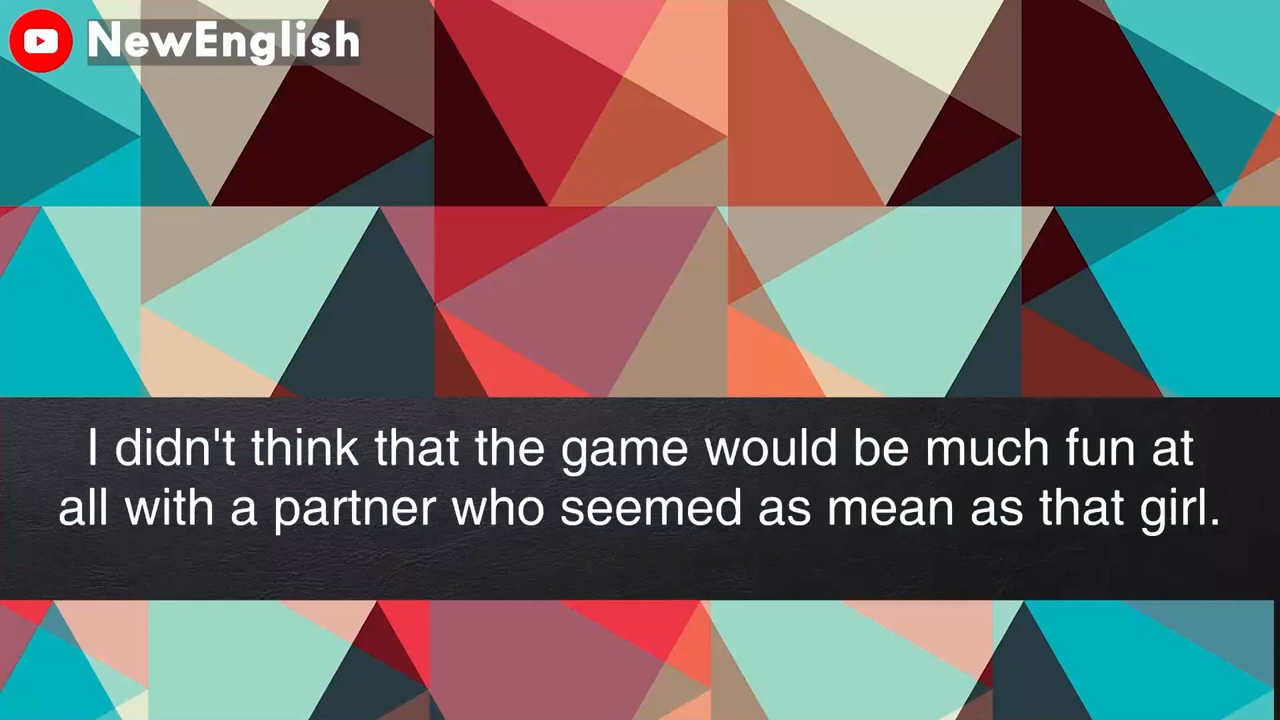 NewEnglish
I didn't think that the game would be much fun at
all with a partner who seemed as mean as that girl.